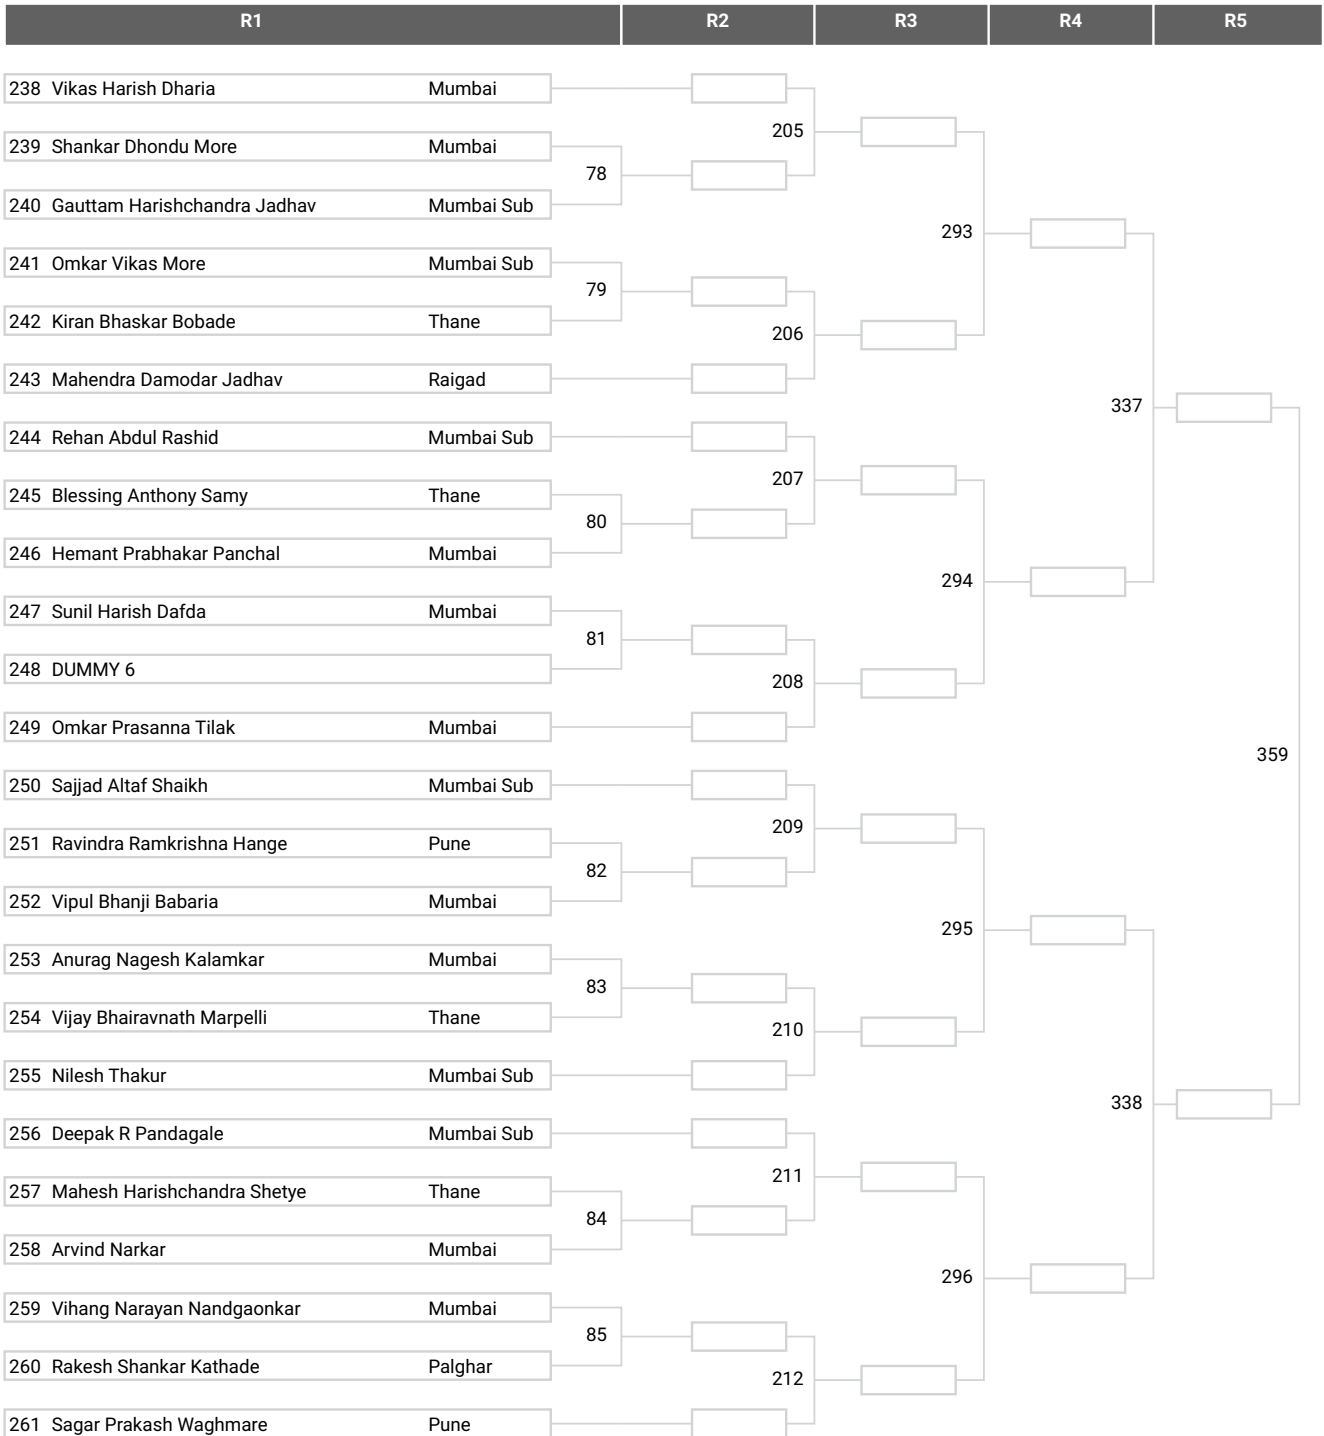 R1 R2 R3 R4 R5
238 Vikas Harish Dharia Mumbai
205
239 Shankar Dhondu More Mumbai
78
240 Gauttam Harishchandra Jadhav Mumbai Sub
293
241 Omkar Vikas More Mumbai Sub
79
242 Kiran Bhaskar Bobade Thane
206
243 Mahendra Damodar Jadhav Raigad
337
244 Rehan Abdul Rashid Mumbai Sub
207
245 Blessing Anthony Samy Thane
80
246 Hemant Prabhakar Panchal Mumbai
294
247 Sunil Harish Dafda Mumbai
81
248 DUMMY 6
208
249 Omkar Prasanna Tilak Mumbai
359
250 Sajjad Altaf Shaikh Mumbai Sub
209
251 Ravindra Ramkrishna Hange Pune
82
252 Vipul Bhanji Babaria Mumbai
295
253 Anurag Nagesh Kalamkar Mumbai
83
254 Vijay Bhairavnath Marpelli Thane
210
255 Nilesh Thakur Mumbai Sub
338
256 Deepak R Pandagale Mumbai Sub
211
257 Mahesh Harishchandra Shetye Thane
84
258 Arvind Narkar Mumbai
296
259 Vihang Narayan Nandgaonkar Mumbai
85
260 Rakesh Shankar Kathade Palghar
212
261 Sagar Prakash Waghmare Pune